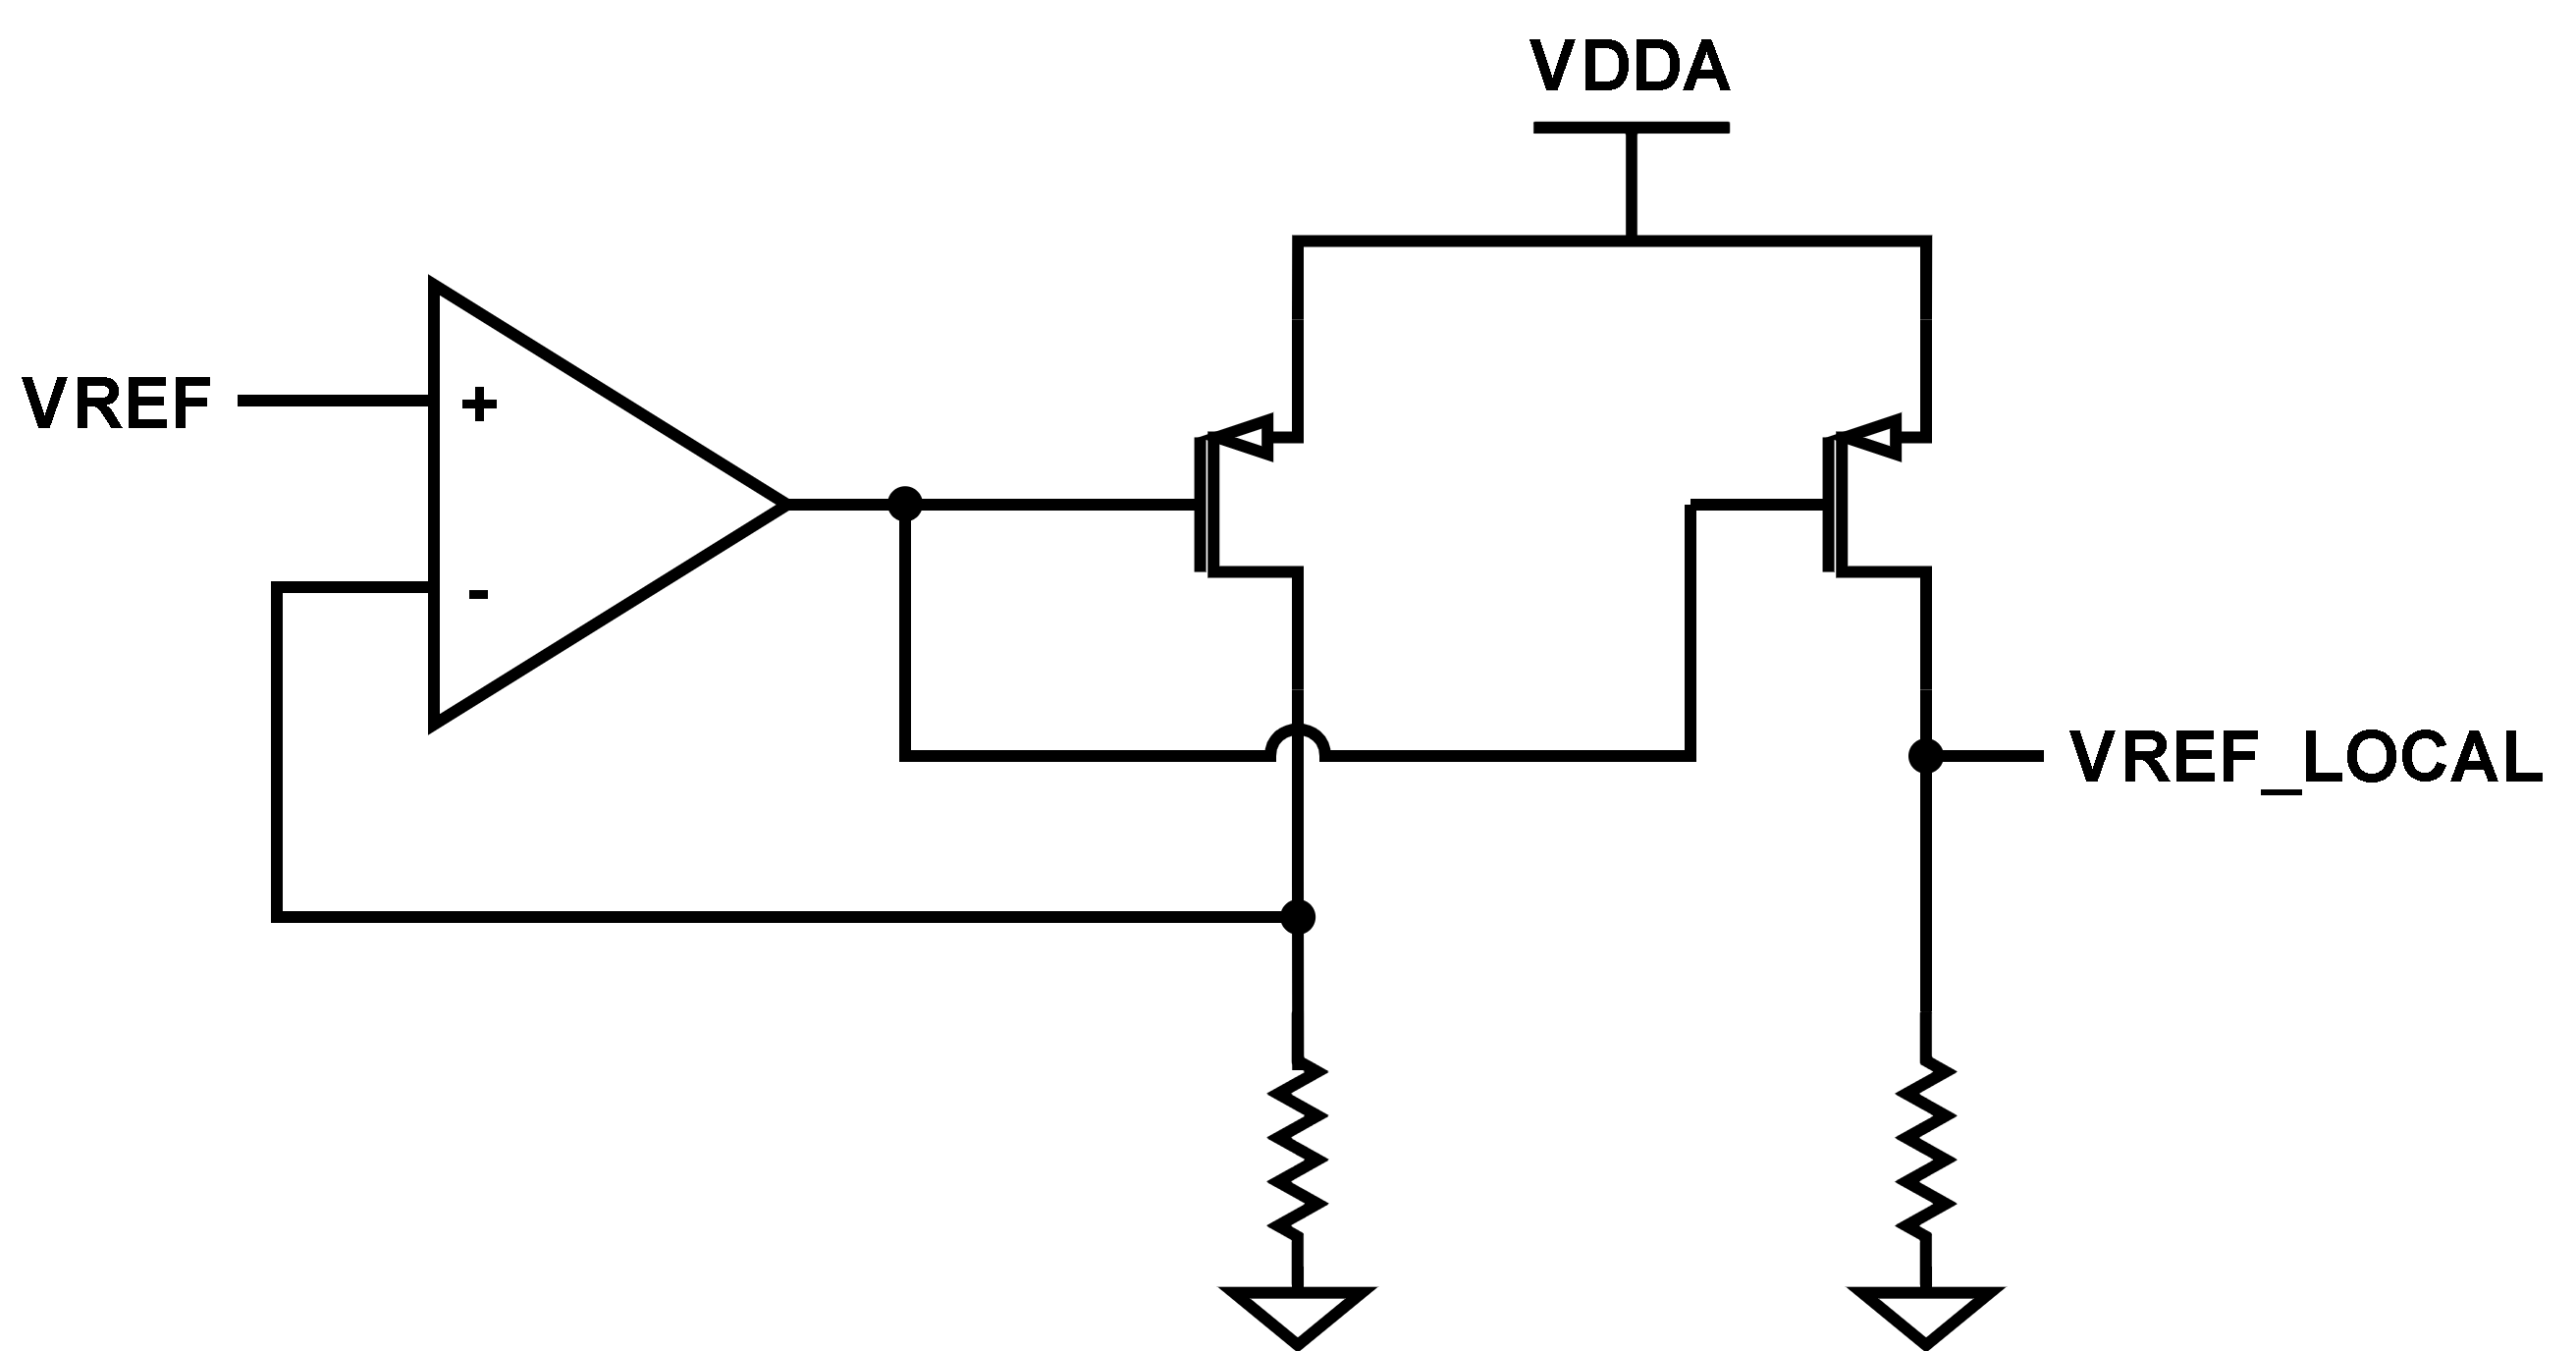 VDDA
VREF
+
-
VREF_LOCAL